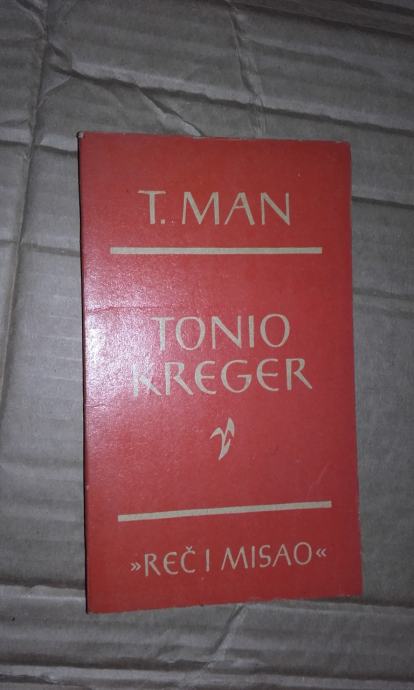 T. MAN
TONIO
KREGER
»REČ I MISAO«